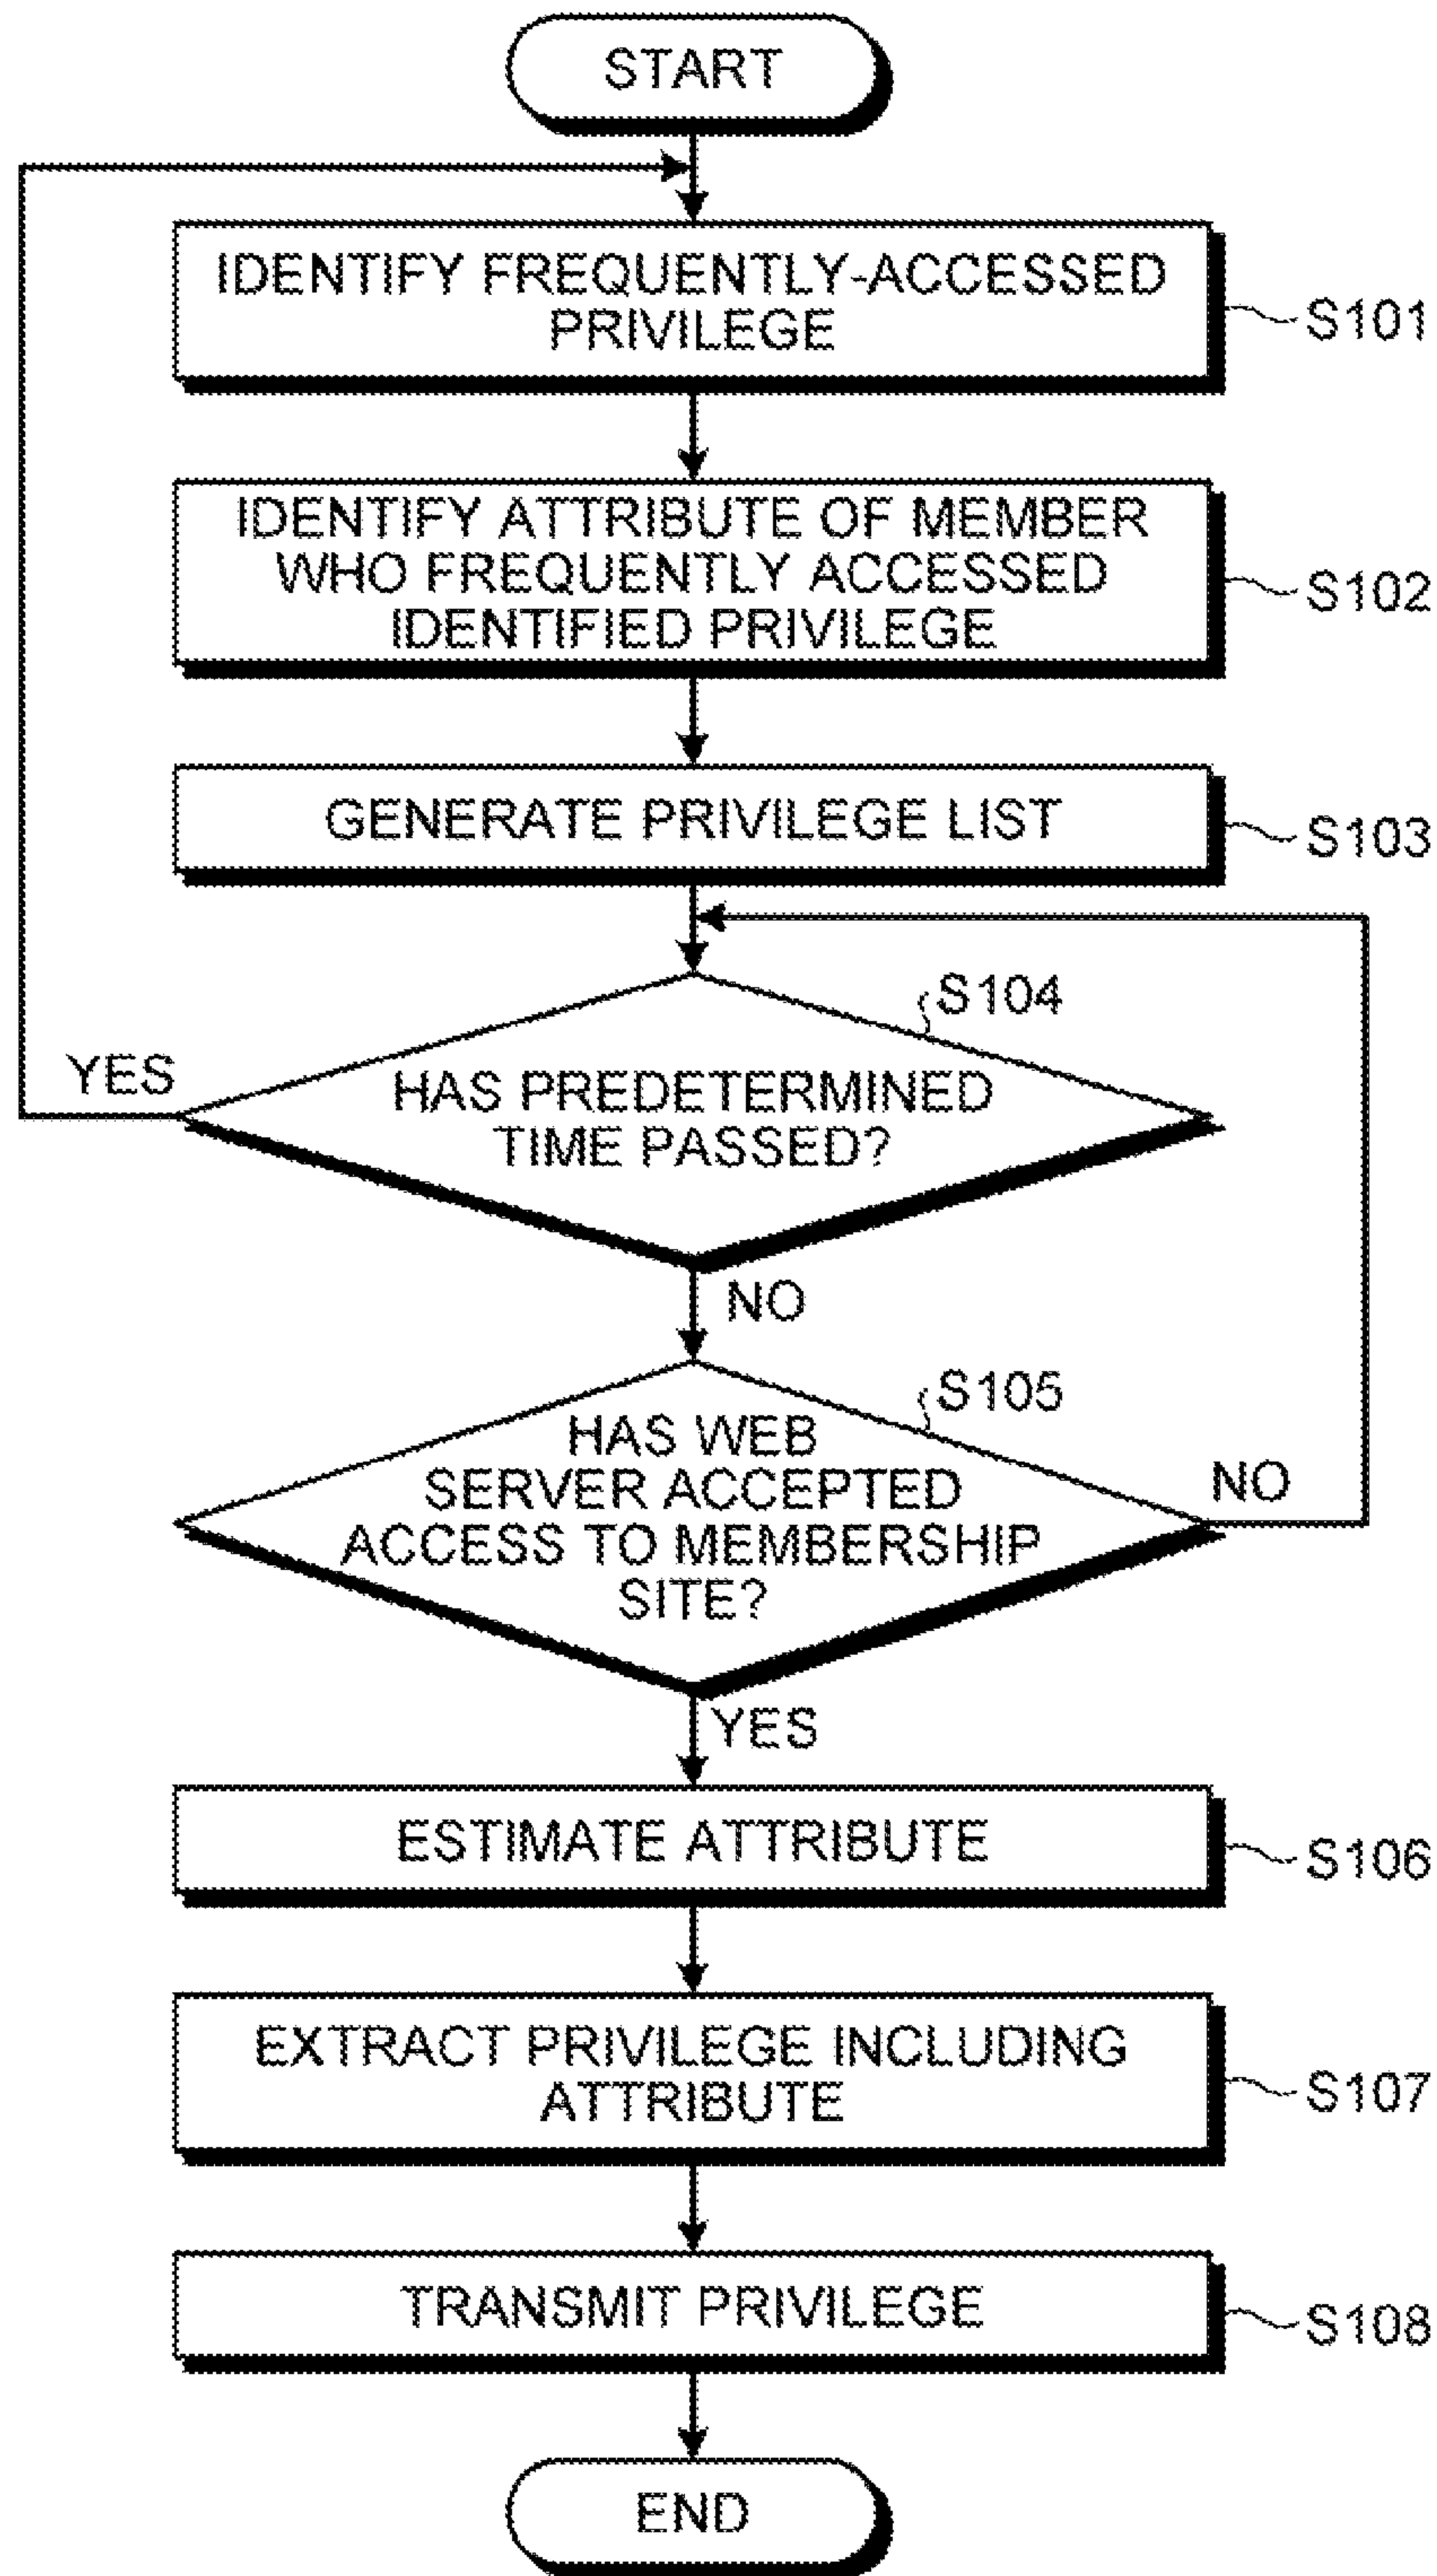 START
IDENTIFY FREQUENTLY-ACCESSED
PRIVILEGE
S101
IDENTIFY ATTRIBUTE OF MEMBER
WHO FREQUENTLY ACCESSED
IDENTIFIED PRIVILEGE
S102
GENERATE PRIVILEGE LIST
S103
S104
YES
HAS PREDETERMINED
TIME PASSED?
NO
S105
HAS WEB
SERVER ACCEPTED
ACCESS TO MEMBERSHIP
SITE?
NO
YES
ESTIMATE ATTRIBUTE
S106
EXTRACT PRIVILEGE INCLUDING
ATTRIBUTE
S107
TRANSMIT PRIVILEGE
S108
END